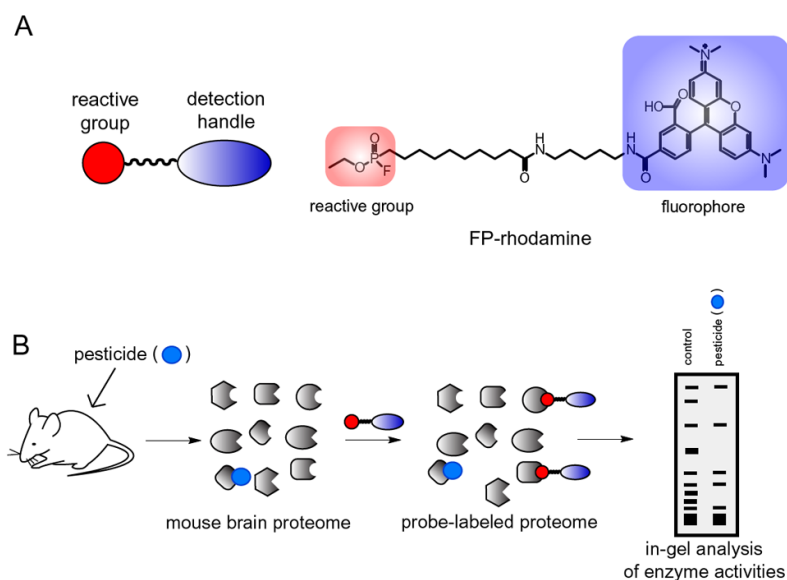 A
reactive
group
detection
handle
N
HO
O
O
O
P
F
O
O
H
N
H
N
O
N
reactive group
fluorophore
FP-rhodamine
B
pesticide ( )
control
pesticide ( )
mouse brain proteome
probe-labeled proteome
in-gel analysis
of enzyme activities